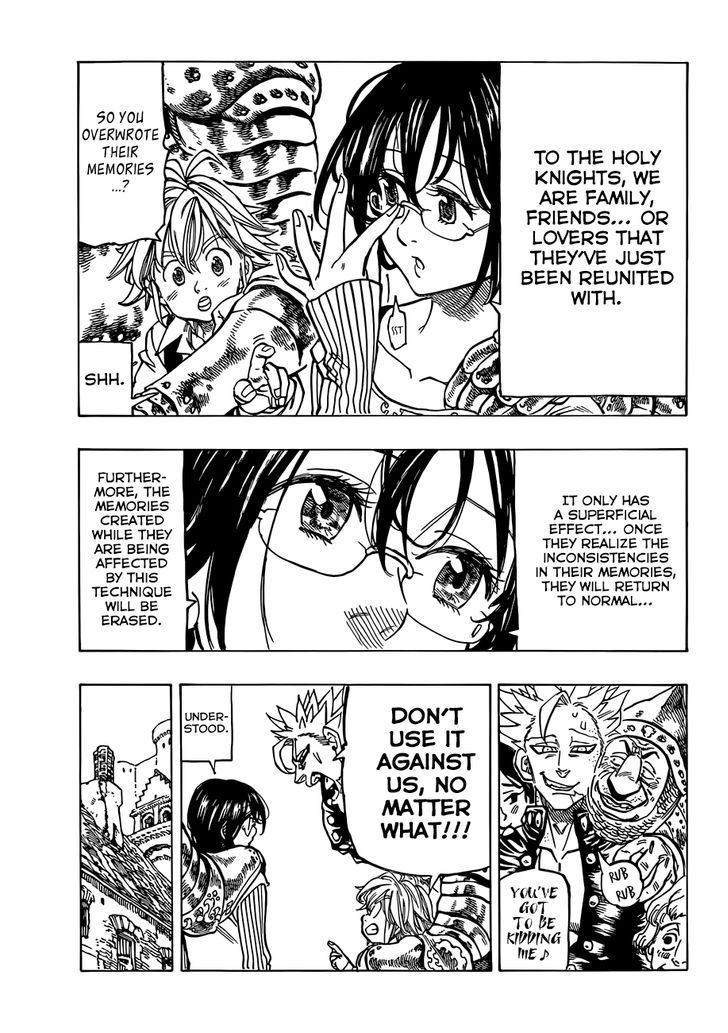 TO THE HOLY
KNIGHTS, WE
ARE FAMILY,
FRIENDS... OR
LOVERS THAT
THEY'VE JUST
BEEN REUNITED
WITH.
SST
SO YOU
OVERWROTE
THEIR
MEMORIES
...?
SHH.
IT ONLY HAS
A SUPERFICIAL
EFFECT... ONCE
THEY REALIZE THE
INCONSISTENCIES
IN THEIR MEMORIES,
THEY WILL RETURN
TO NORMAL...
FURTHER-
MORE, THE
MEMORIES
CREATED
WHILE THEY
ARE BEING
AFFECTED
BY THIS
TECHNIQUE
WILL BE
ERASED.
RUB
RUB
YOU'VE
GOT
TO BE
KIDDING
ME♪
DON'T
USE IT
AGAINST
US, NO
MATTER
WHAT!!!
UNDER-
STOOD.